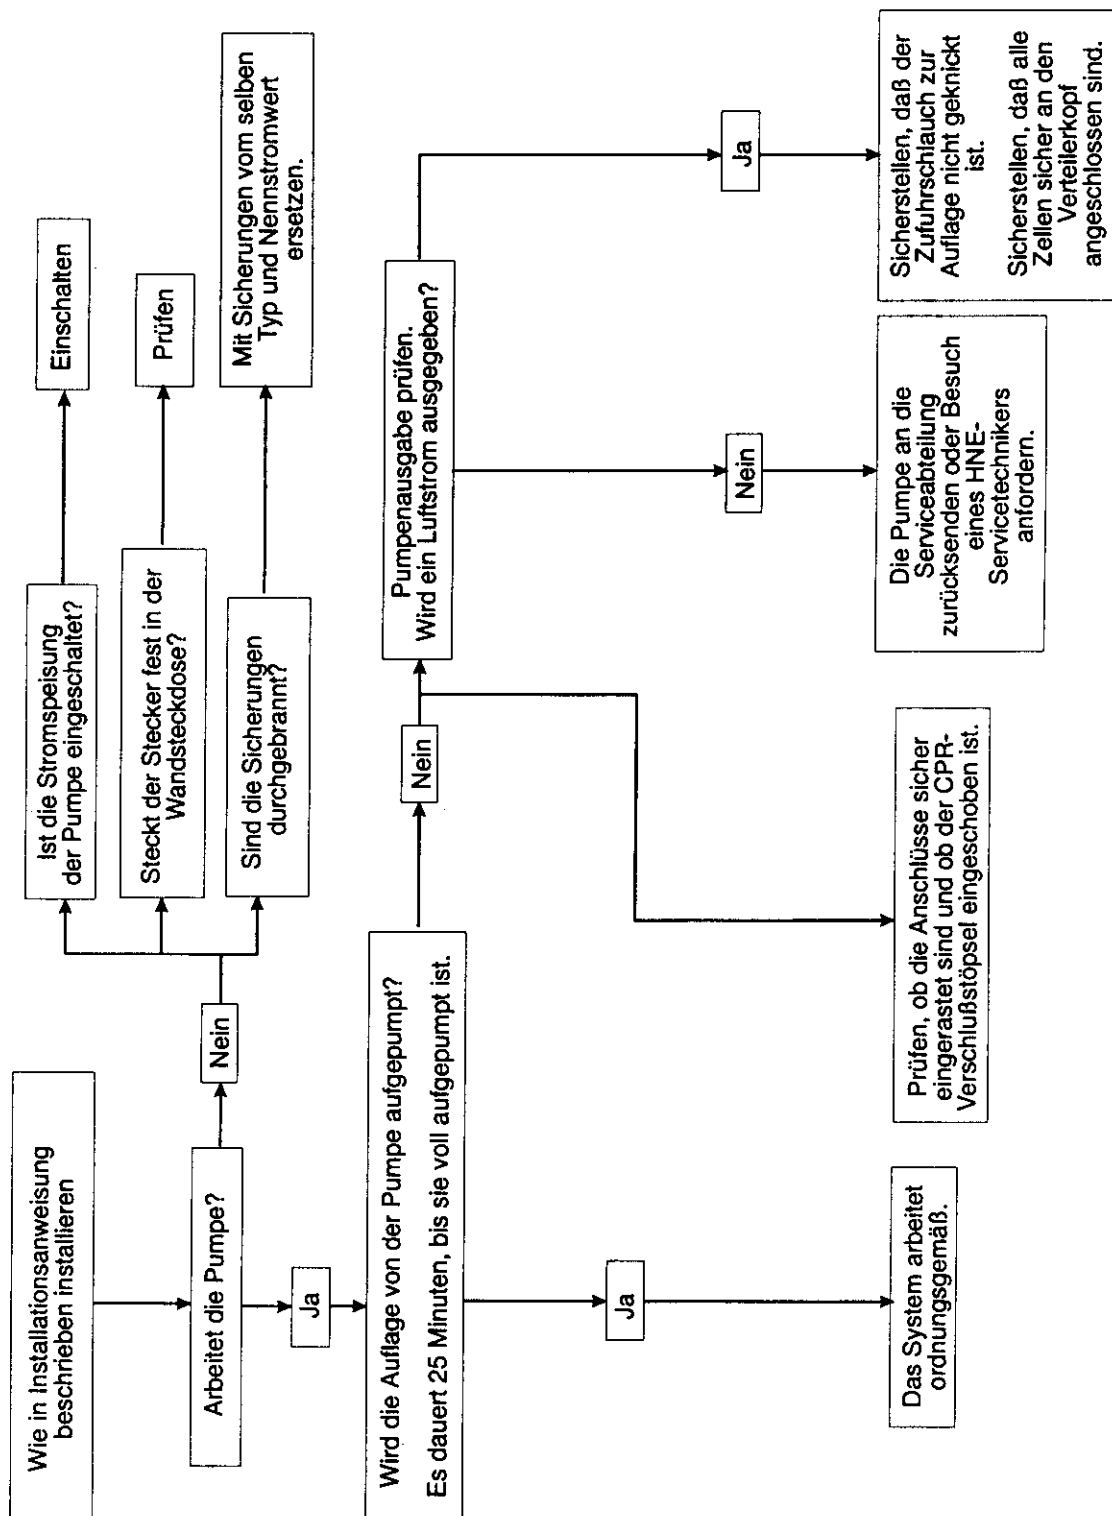 Wie in Installationsanweisung
beschrieben installieren
Arbeitet die Pumpe?
Nein
Ist die Stromspeisung
der Pumpe eingeschaltet?
Einschalten
Steckt der Stecker fest in der
Wandsteckdose?
Prüfen
Sind die Sicherungen
durchgebrannt?
Mit Sicherungen vom selben
Typ und Nennstromwert
ersetzen.
Ja
Wird die Auflage von der Pumpe aufgepumpt?
Es dauert 25 Minuten, bis sie voll aufgepumpt ist.
Nein
Pumpenausgabe prüfen.
Wird ein Luftstrom ausgegeben?
Ja
Nein
Ja
Das System arbeitet
ordnungsgemäß.
Prüfen, ob die Anschlüsse sicher
eingerastet sind und ob der CPR-
Verschlußstöpsel eingeschoben ist.
Die Pumpe an die
Serviceabteilung
zurücksenden oder Besuch
eines HNE-
Servicetechnikers
anfordern.
Sicherstellen, daß der
Zufuhrschlauch zur
Auflage nicht geknickt
ist.
Sicherstellen, daß alle
Zellen sicher an den
Verteilerkopf
angeschlossen sind.